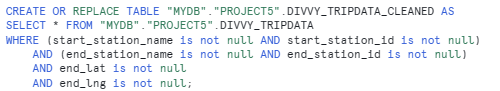 CREATE OR REPLACE TABLE "MYDB"."PROJECT5".DIVVY_TRIPDATA_CLEANED AS
SELECT * FROM "MYDB"."PROJECT5".DIVVY_TRIPDATA
WHERE (start_station_name is not null AND start_station_id is not null)
    AND (end_station_name is not null AND end_station_id is not null)
    AND end_lat is not null
    AND end_lng is not null;